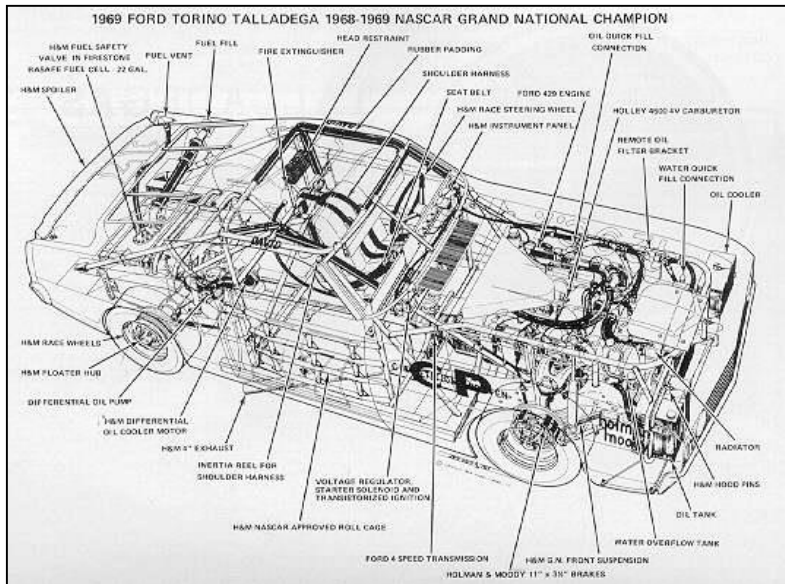 1969 FORD TORINO TALLADEGA 1968-1969 NASCAR GRAND NATIONAL CHAMPION
H&M FUEL SAFETY
VALVE IN FIRESTONE
RASAFE FUEL CELL - 22 GAL.
FUEL VENT
FUEL FILL
FIRE EXTINGUISHER
HEAD RESTRAINT
RUBBER PADDING
SHOULDER HARNESS
SEAT BELT
H&M RACE STEERING WHEEL
H&M INSTRUMENT PANEL
FORD 429 ENGINE
OIL QUICK FILL
CONNECTION
HOLLEY 4500 4V CARBURETOR
REMOTE OIL
FILTER BRACKET
WATER QUICK
FILL CONNECTION
OIL COOLER
H&M SPOILER
DAVID
H&M RACE WHEELS
H&M FLOATER HUB
DIFFERENTIAL OIL PUMP
H&M DIFFERENTIAL
OIL COOLER MOTOR
H&M 4" EXHAUST
INERTIA REEL FOR
SHOULDER HARNESS
VOLTAGE REGULATOR,
STARTER SOLENOID AND
TRANSISTORIZED IGNITION
H&M NASCAR APPROVED ROLL CAGE
FORD 4 SPEED TRANSMISSION
HOLMAN & MOODY 11" x 3½" BRAKES
H&M G.N. FRONT SUSPENSION
WATER OVERFLOW TANK
OIL TANK
H&M HOOD PINS
RADIATOR
CP
holman
moody